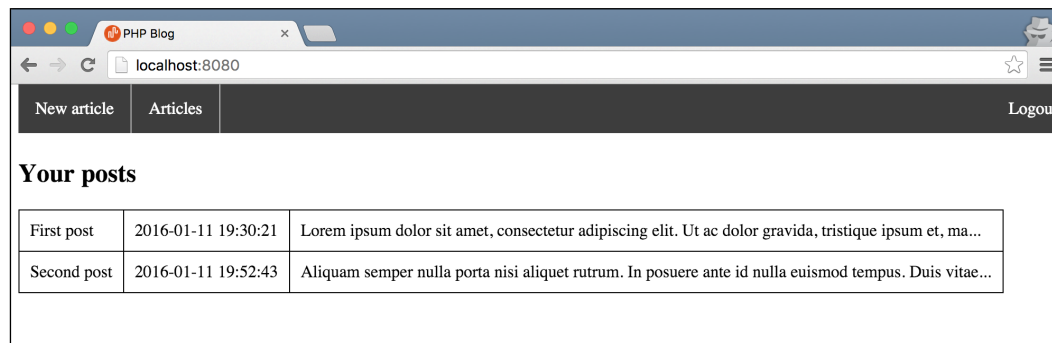 PHP Blog
localhost:8080
New article Articles Logou
Your posts
First post 2016-01-11 19:30:21 Lorem ipsum dolor sit amet, consectetur adipiscing elit. Ut ac dolor gravida, tristique ipsum et, ma...
Second post 2016-01-11 19:52:43 Aliquam semper nulla porta nisi aliquet rutrum. In posuere ante id nulla euismod tempus. Duis vitae...